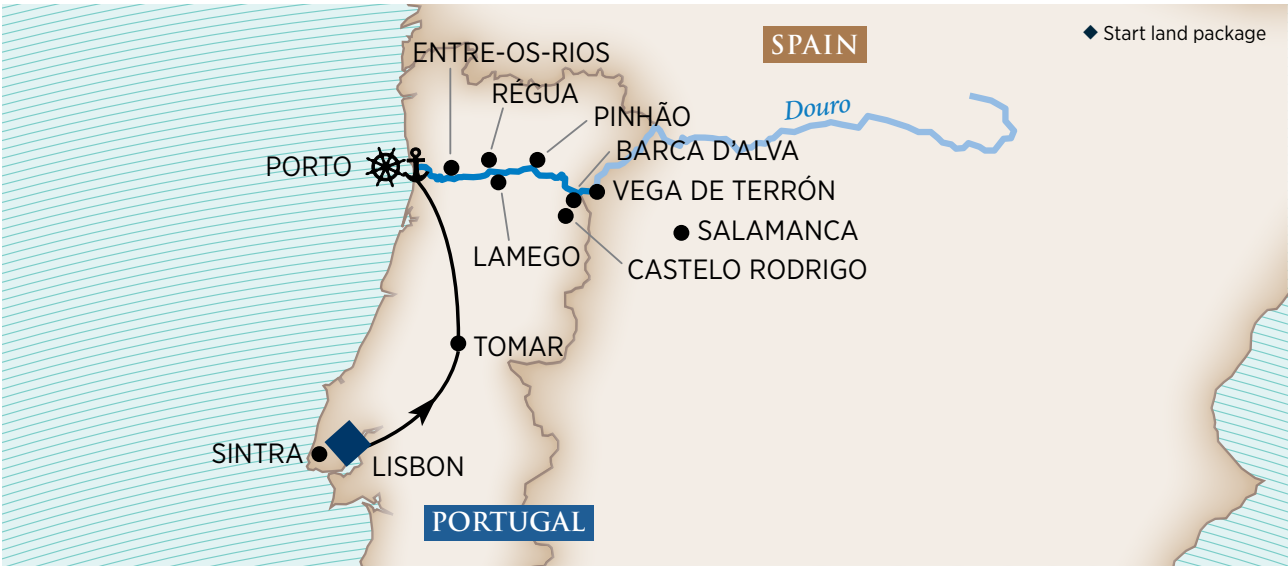 SPAIN
Start land package
ENTRE-OS-RIOS
RÉGUA
Douro
PINHÃO
BARCA D'ALVA
PORTO
VEGA DE TERRÓN
SALAMANCA
LAMEGO
CASTELO RODRIGO
TOMAR
SINTRA
LISBON
PORTUGAL